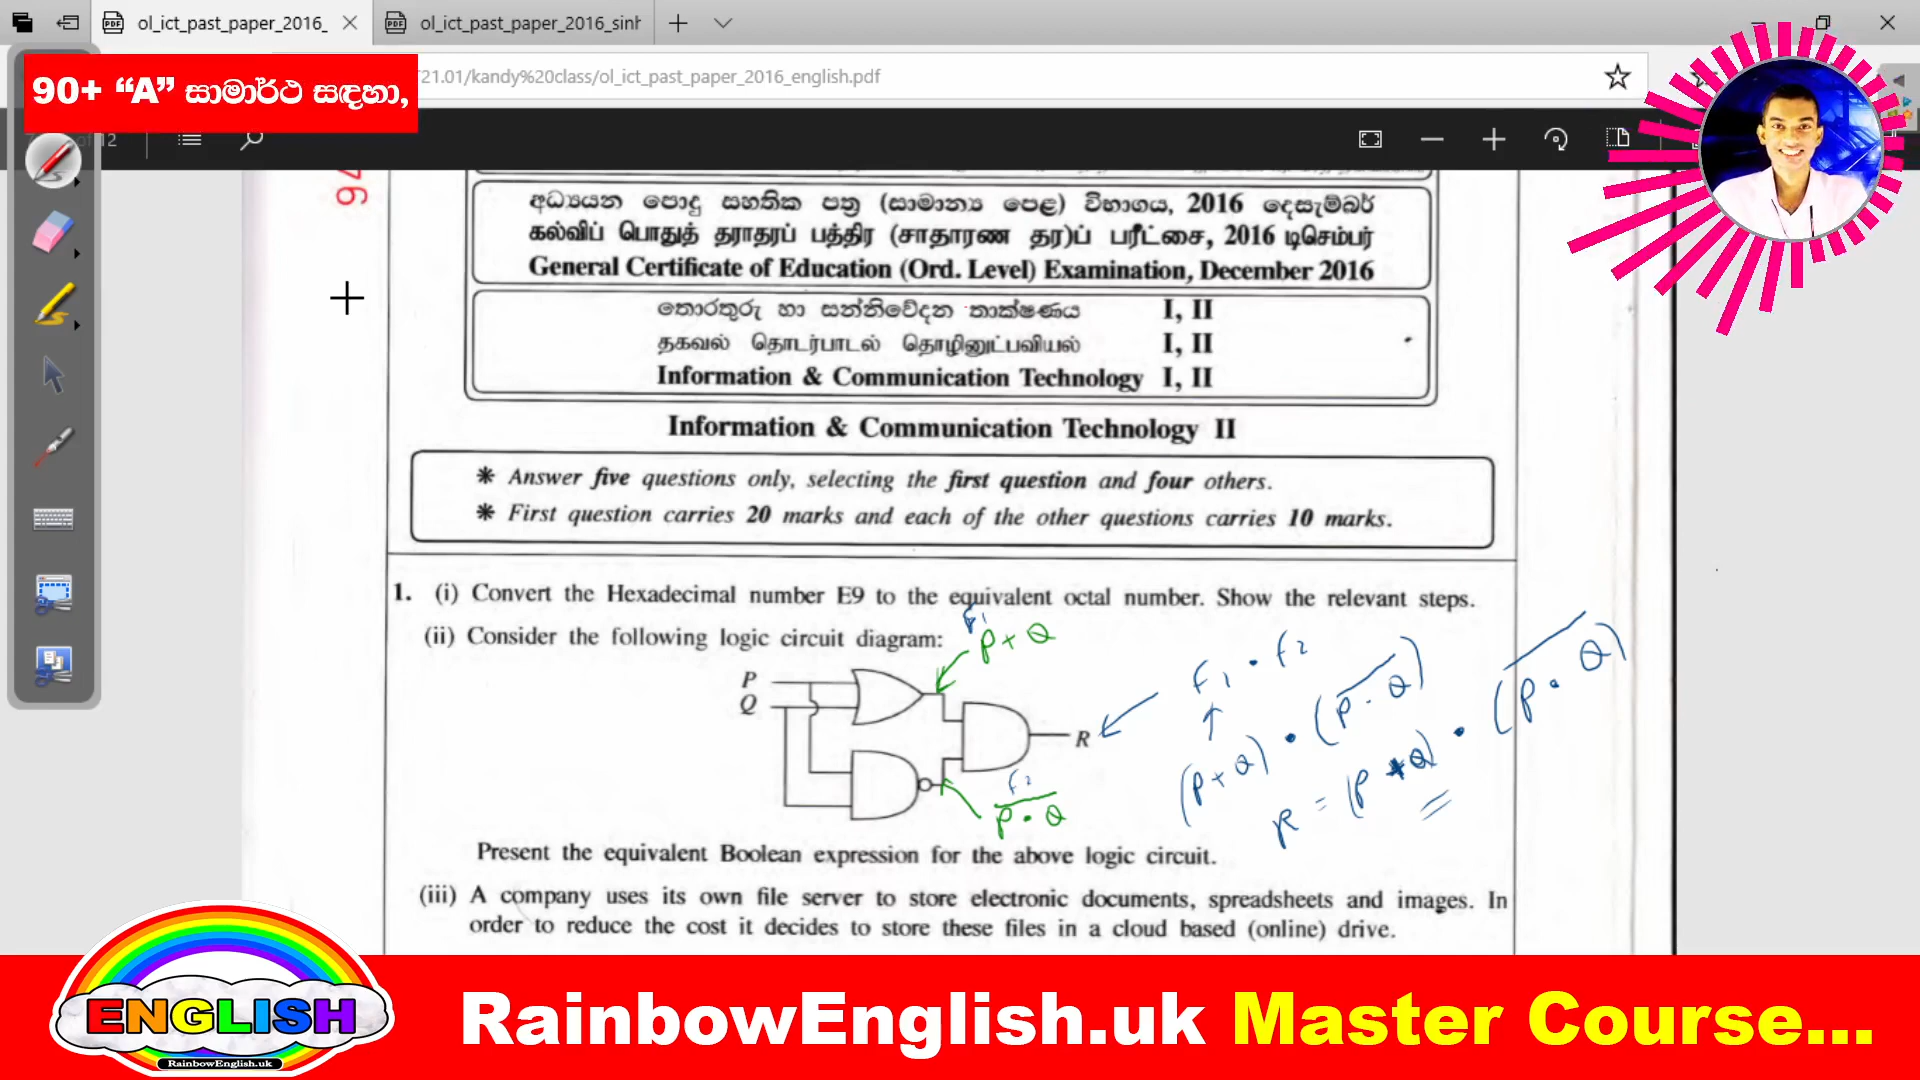 ol_ict_past_paper_2016_
ol_ict_past_paper_2016_sinh
90+ “A” සාමාර්ථ සඳහා,
21.01/kandy%20class/ol_ict_past_paper_2016_english.pdf
12
අධ්‍යයන පොදු සහතික පත්‍ර (සාමාන්‍ය පෙළ) විභාගය, 2016 දෙසැම්බර්
கல்விப் பொதுத் தராதரப் பத்திர (சாதாரண தர)ப் பரீட்சை, 2016 டிசெம்பர்
General Certificate of Education (Ord. Level) Examination, December 2016
තොරතුරු හා සන්නිවේදන තාක්ෂණය I, II
தகவல் தொடர்பாடல் தொழினுட்பவியல் I, II
Information & Communication Technology I, II
Information & Communication Technology II
* Answer five questions only, selecting the first question and four others.
* First question carries 20 marks and each of the other questions carries 10 marks.
1. (i) Convert the Hexadecimal number E9 to the equivalent octal number. Show the relevant steps.
(ii) Consider the following logic circuit diagram:
F1
P+Q
P
Q
R
F2
P·Q
F1 · F2
(P+Q) · (P·Q)
R = (P+Q) · (P·Q)
Present the equivalent Boolean expression for the above logic circuit.
(iii) A company uses its own file server to store electronic documents, spreadsheets and images. In
order to reduce the cost it decides to store these files in a cloud based (online) drive.
ENGLISH
RainbowEnglish.uk
RainbowEnglish.uk Master Course...